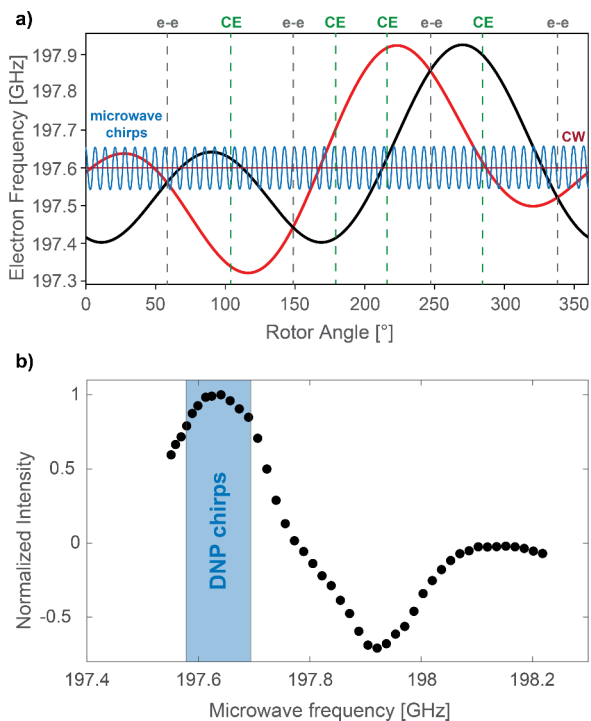 a)
e-e CE e-e CE CE e-e CE e-e
Electron Frequency [GHz]
197.9
197.8
197.7
197.6
197.5
197.4
197.3
microwave
chirps
CW
0 50 100 150 200 250 300 350
Rotor Angle [°]
b)
Normalized Intensity
1
0.5
0
-0.5
DNP chirps
197.4 197.6 197.8 198 198.2
Microwave frequency [GHz]